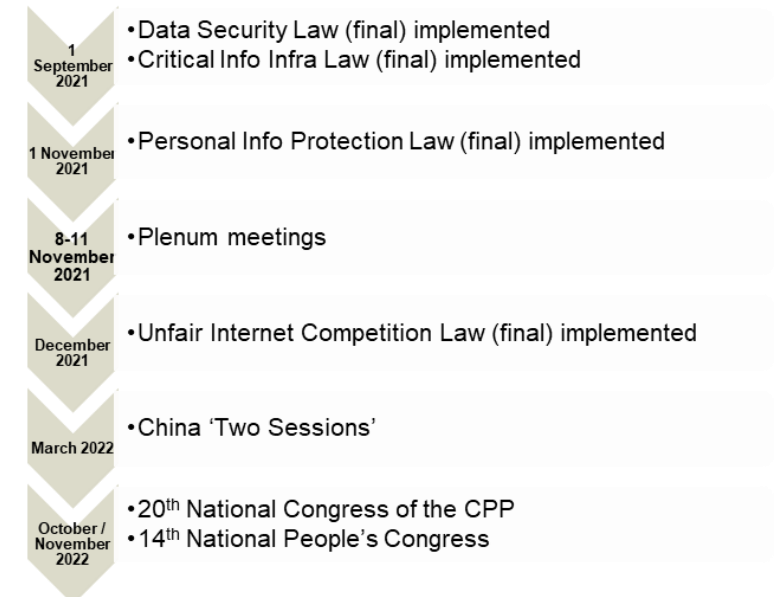 1
September
2021
•Data Security Law (final) implemented
•Critical Info Infra Law (final) implemented
1 November
2021
•Personal Info Protection Law (final) implemented
8-11
November
2021
•Plenum meetings
December
2021
•Unfair Internet Competition Law (final) implemented
March 2022
•China ‘Two Sessions’
October /
November
2022
•20th National Congress of the CPP
•14th National People’s Congress